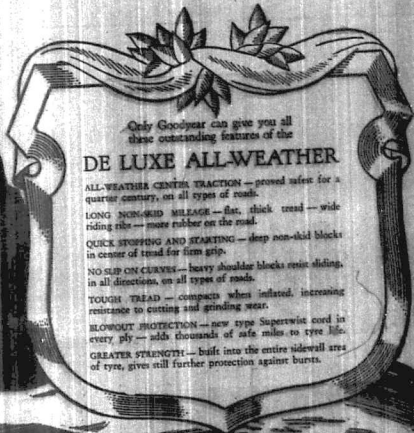 Only Goodyear can give you all
these outstanding features of the
DE LUXE ALL-WEATHER
ALL-WEATHER CENTER TRACTION — proved safest for a
quarter century, on all types of roads.
LONG NON-SKID MILEAGE — flat, thick tread — wide
riding ribs — more rubber on the road.
QUICK STOPPING AND STARTING — deep non-skid blocks
in center of tread for firm grip.
NO SLIP ON CURVES — heavy shoulder blocks resist sliding,
in all directions, on all types of roads.
TOUGH TREAD — compacts when inflated, increasing
resistance to cutting and grinding wear.
BLOWOUT PROTECTION — new type Supertwist cord in
every ply — adds thousands of safe miles to tyre life.
GREATER STRENGTH — built into the entire sidewall area
of tyre, gives still further protection against bursts.